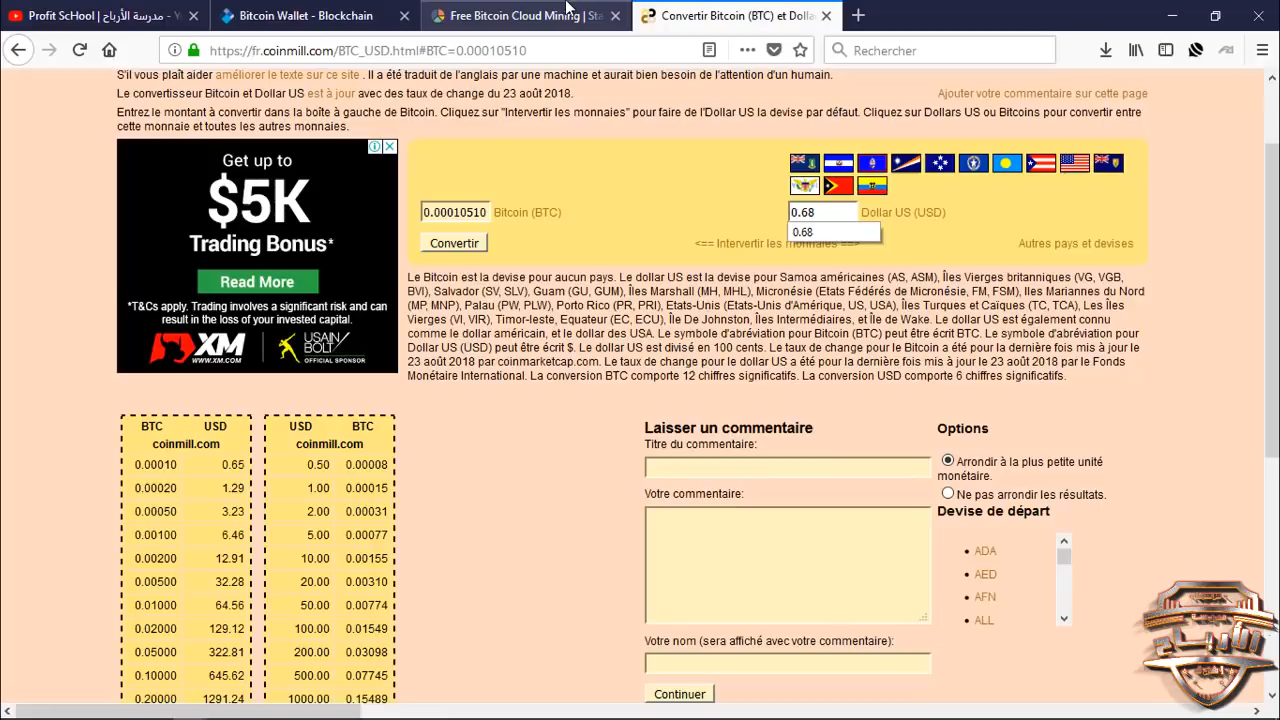 Profit SchooL | مدرسة الأرباح - Y
Bitcoin Wallet - Blockchain
Free Bitcoin Cloud Mining | Sta
Convertir Bitcoin (BTC) et Dolla
https://fr.coinmill.com/BTC_USD.html#BTC=0.00010510
Rechercher
S'il vous plaît aider améliorer le texte sur ce site . Il a été traduit de l'anglais par une machine et aurait bien besoin de l'attention d'un humain.
Le convertisseur Bitcoin et Dollar US est à jour avec des taux de change du 23 août 2018.
Ajouter votre commentaire sur cette page
Entrez le montant à convertir dans la boîte à gauche de Bitcoin. Cliquez sur "Intervertir les monnaies" pour faire de l'Dollar US la devise par défaut. Cliquez sur Dollars US ou Bitcoins pour convertir entre
cette monnaie et toutes les autres monnaies.
Get up to
$5K
Trading Bonus*
Read More
*T&Cs apply. Trading involves a significant risk and can
result in the loss of your invested capital.
XM
WWW.XM.COM
USAIN
BOLT
OFFICIAL SPONSOR
0.00010510 Bitcoin (BTC)
0.68 Dollar US (USD)
0.68
Convertir
<== Intervertir les monnaies ==>
Autres pays et devises
Le Bitcoin est la devise pour aucun pays. Le dollar US est la devise pour Samoa américaines (AS, ASM), Îles Vierges britanniques (VG, VGB,
BVI), Salvador (SV, SLV), Guam (GU, GUM), Îles Marshall (MH, MHL), Micronésie (Etats Fédérés de Micronésie, FM, FSM), Iles Mariannes du Nord
(MP, MNP), Palau (PW, PLW), Porto Rico (PR, PRI), Etats-Unis (Etats-Unis d'Amérique, US, USA), Îles Turques et Caïques (TC, TCA), Les Îles
Vierges (VI, VIR), Timor-leste, Equateur (EC, ECU), Île De Johnston, Îles Intermédiaires, et Île de Wake. Le dollar US est également connu
comme le dollar américain, et le dollar des USA. Le symbole d'abréviation pour Bitcoin (BTC) peut être écrit BTC. Le symbole d'abréviation pour
Dollar US (USD) peut être écrit $. Le dollar US est divisé en 100 cents. Le taux de change pour le Bitcoin a été pour la dernière fois mis à jour le
23 août 2018 par coinmarketcap.com. Le taux de change pour le dollar US a été pour la dernière fois mis à jour le 23 août 2018 par le Fonds
Monétaire International. La conversion BTC comporte 12 chiffres significatifs. La conversion USD comporte 6 chiffres significatifs.
BTC USD
coinmill.com
0.00010 0.65
0.00020 1.29
0.00050 3.23
0.00100 6.46
0.00200 12.91
0.00500 32.28
0.01000 64.56
0.02000 129.12
0.05000 322.81
0.10000 645.62
0.20000 1291.24
USD BTC
coinmill.com
0.50 0.00008
1.00 0.00015
2.00 0.00031
5.00 0.00077
10.00 0.00155
20.00 0.00310
50.00 0.00774
100.00 0.01549
200.00 0.03098
500.00 0.07745
1000.00 0.15489
Laisser un commentaire
Titre du commentaire:
Votre commentaire:
Votre nom (sera affiché avec votre commentaire):
Continuer
Options
Arrondir à la plus petite unité
monétaire.
Ne pas arrondir les résultats.
Devise de départ
ADA
AED
AFN
ALL